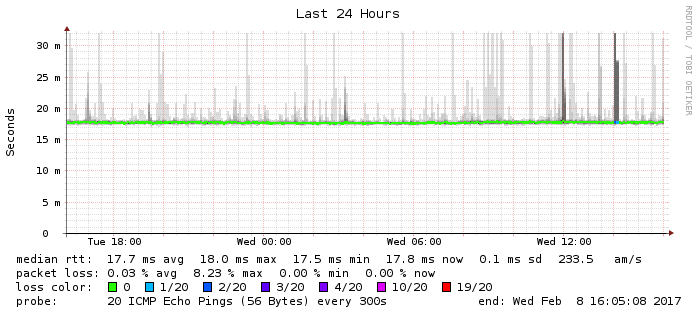 Last 24 Hours
RRDTOOL / TOBI OETIKER
Seconds
30 m
25 m
20 m
15 m
10 m
5 m
0
Tue 18:00 Wed 00:00 Wed 06:00 Wed 12:00
median rtt: 17.7 ms avg 18.0 ms max 17.5 ms min 17.8 ms now 0.1 ms sd 233.5 am/s
packet loss: 0.03 % avg 8.23 % max 0.00 % min 0.00 % now
loss color: 0 1/20 2/20 3/20 4/20 10/20 19/20
probe: 20 ICMP Echo Pings (56 Bytes) every 300s end: Wed Feb 8 16:05:08 2017